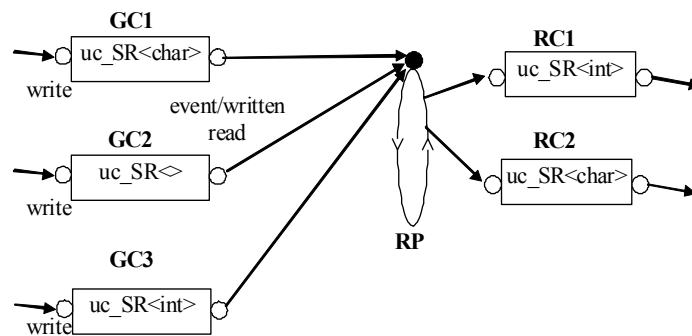 GC1
uc_SR<char>
write
event/written
read
GC2
uc_SR<>
write
GC3
uc_SR<int>
write
RP
RC1
uc_SR<int>
RC2
uc_SR<char>